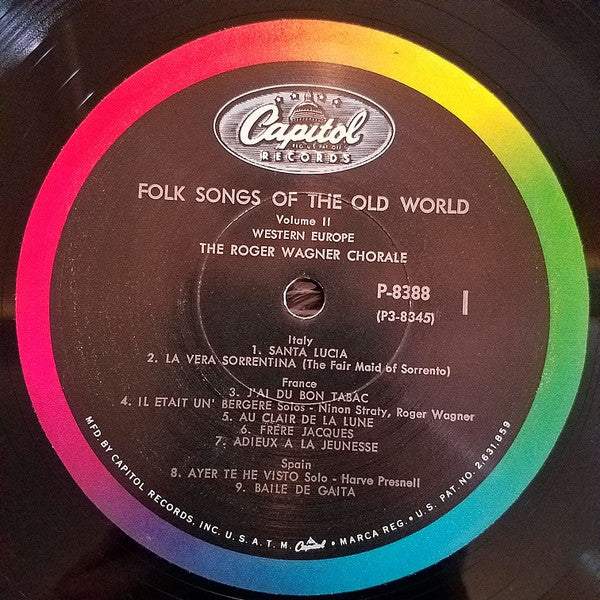 Capitol
REG. U.S. PAT. OFF.
RECORDS
FOLK SONGS OF THE OLD WORLD
Volume II
WESTERN EUROPE
THE ROGER WAGNER CHORALE
P-8388
I
(P3-8345)
Italy
1. SANTA LUCIA
2. LA VERA SORRENTINA (The Fair Maid of Sorrento)
France
3. J'AI DU BON TABAC
4. IL ETAIT UN' BERGERE Solos - Ninon Straty, Roger Wagner
5. AU CLAIR DE LA LUNE
6. FRERE JACQUES
7. ADIEUX A LA JEUNESSE
Spain
8. AYER TE HE VISTO Solo - Harve Presnell
9. BAILE DE GAITA
MFD BY CAPITOL RECORDS, INC. U.S.A. T.M. Capitol • MARCA REG. • U.S. PAT. NO. 2,631,859